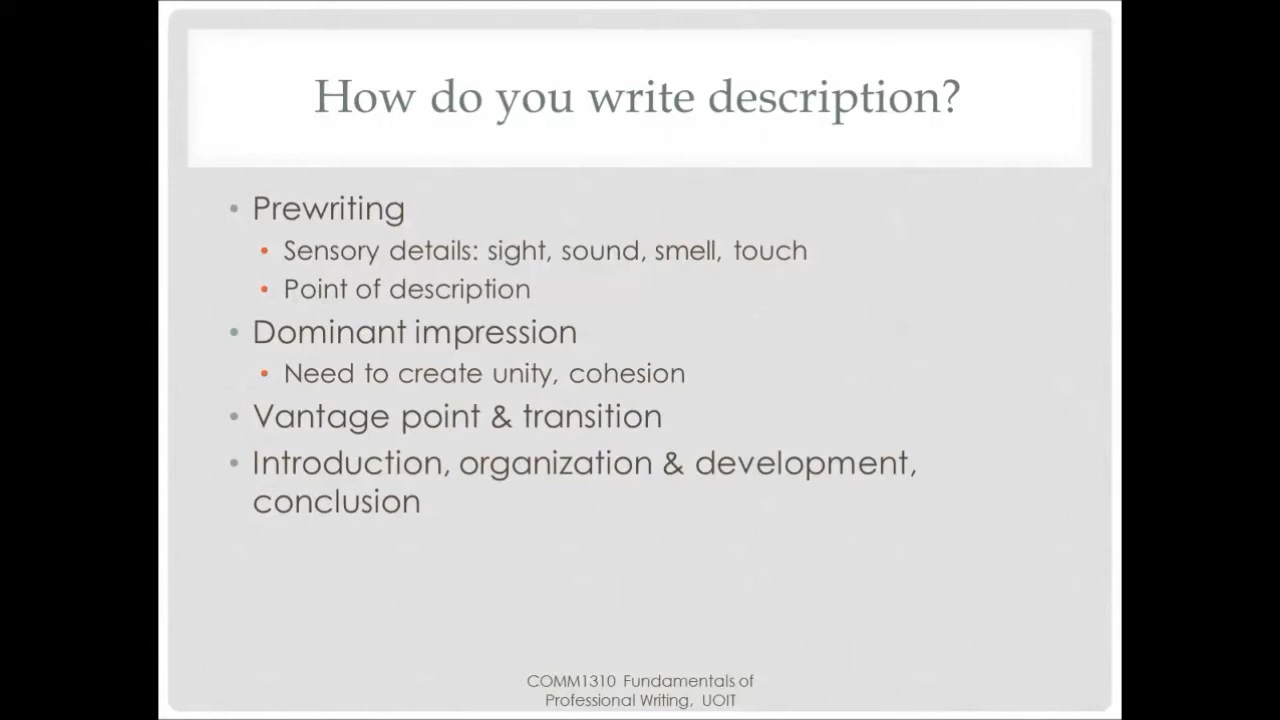 How do you write description?
• Prewriting
• Sensory details: sight, sound, smell, touch
• Point of description
• Dominant impression
• Need to create unity, cohesion
• Vantage point & transition
• Introduction, organization & development,
conclusion
COMM1310 Fundamentals of
Professional Writing, UOIT